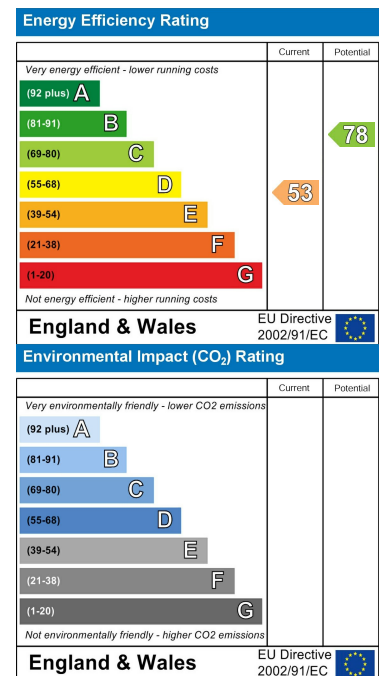 Energy Efficiency Rating
Current Potential
Very energy efficient - lower running costs
(92 plus) A
(81-91) B
78
(69-80) C
(55-68) D
53
(39-54) E
(21-38) F
(1-20) G
Not energy efficient - higher running costs
England & Wales
EU Directive
2002/91/EC
Environmental Impact (CO₂) Rating
Current Potential
Very environmentally friendly - lower CO2 emissions
(92 plus) A
(81-91) B
(69-80) C
(55-68) D
(39-54) E
(21-38) F
(1-20) G
Not environmentally friendly - higher CO2 emissions
England & Wales
EU Directive
2002/91/EC